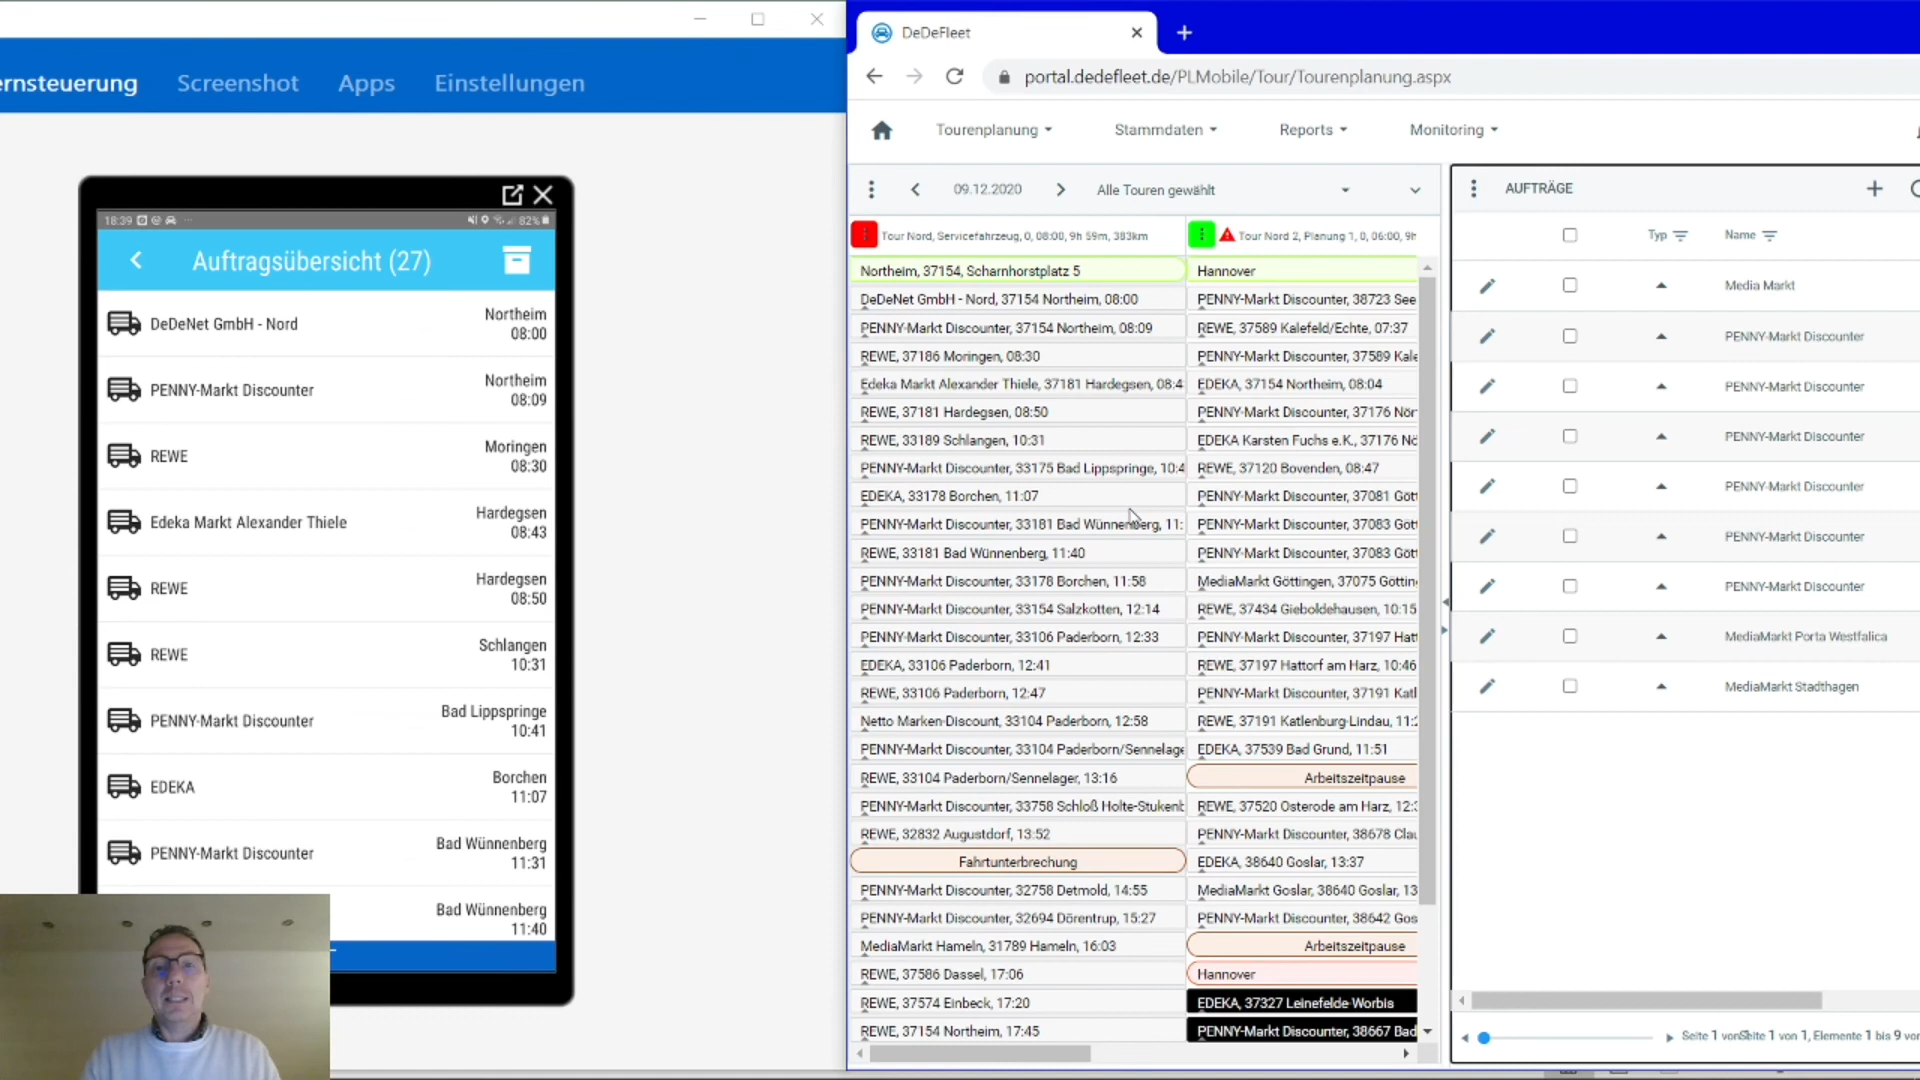 ernsteuerung
Screenshot
Apps
Einstellungen
18:39
82%
Auftragsübersicht (27)
DeDeNet GmbH - Nord
Northeim
08:00
PENNY-Markt Discounter
Northeim
08:09
REWE
Moringen
08:30
Edeka Markt Alexander Thiele
Hardegsen
08:43
REWE
Hardegsen
08:50
REWE
Schlangen
10:31
PENNY-Markt Discounter
Bad Lippspringe
10:41
EDEKA
Borchen
11:07
PENNY-Markt Discounter
Bad Wünnenberg
11:31
Bad Wünnenberg
11:40
DeDeFleet
portal.dedefleet.de/PLMobile/Tour/Tourenplanung.aspx
Tourenplanung
Stammdaten
Reports
Monitoring
09.12.2020
Alle Touren gewählt
Tour Nord, Servicefahrzeug, 0, 08:00, 9h 59m, 383km
Northeim, 37154, Scharnhorstplatz 5
DeDeNet GmbH - Nord, 37154 Northeim, 08:00
PENNY-Markt Discounter, 37154 Northeim, 08:09
REWE, 37186 Moringen, 08:30
Edeka Markt Alexander Thiele, 37181 Hardegsen, 08:4
REWE, 37181 Hardegsen, 08:50
REWE, 33189 Schlangen, 10:31
PENNY-Markt Discounter, 33175 Bad Lippspringe, 10:4
EDEKA, 33178 Borchen, 11:07
PENNY-Markt Discounter, 33181 Bad Wünnenberg, 11:
REWE, 33181 Bad Wünnenberg, 11:40
PENNY-Markt Discounter, 33178 Borchen, 11:58
PENNY-Markt Discounter, 33154 Salzkotten, 12:14
PENNY-Markt Discounter, 33106 Paderborn, 12:33
EDEKA, 33106 Paderborn, 12:41
REWE, 33106 Paderborn, 12:47
Netto Marken-Discount, 33104 Paderborn, 12:58
PENNY-Markt Discounter, 33104 Paderborn/Sennelage
REWE, 33104 Paderborn/Sennelager, 13:16
PENNY-Markt Discounter, 33758 Schloß Holte-Stukenb
REWE, 32832 Augustdorf, 13:52
Fahrtunterbrechung
PENNY-Markt Discounter, 32758 Detmold, 14:55
PENNY-Markt Discounter, 32694 Dörentrup, 15:27
MediaMarkt Hameln, 31789 Hameln, 16:03
REWE, 37586 Dassel, 17:06
REWE, 37574 Einbeck, 17:20
REWE, 37154 Northeim, 17:45
Tour Nord 2, Planung 1, 0, 06:00, 9h
Hannover
PENNY-Markt Discounter, 38723 See
REWE, 37589 Kalefeld/Echte, 07:37
PENNY-Markt Discounter, 37589 Kale
EDEKA, 37154 Northeim, 08:04
PENNY-Markt Discounter, 37176 Nör
EDEKA Karsten Fuchs e.K., 37176 Nö
REWE, 37120 Bovenden, 08:47
PENNY-Markt Discounter, 37081 Gött
PENNY-Markt Discounter, 37083 Gött
PENNY-Markt Discounter, 37083 Gött
MediaMarkt Göttingen, 37075 Götting
REWE, 37434 Gieboldehausen, 10:15
PENNY-Markt Discounter, 37197 Hatt
REWE, 37197 Hattorf am Harz, 10:46
PENNY-Markt Discounter, 37191 Katl
REWE, 37191 Katlenburg-Lindau, 11:2
EDEKA, 37539 Bad Grund, 11:51
Arbeitszeitpause
REWE, 37520 Osterode am Harz, 12:3
PENNY-Markt Discounter, 38678 Clau
EDEKA, 38640 Goslar, 13:37
MediaMarkt Goslar, 38640 Goslar, 13
PENNY-Markt Discounter, 38642 Gos
Arbeitszeitpause
Hannover
EDEKA, 37327 Leinefelde-Worbis
PENNY-Markt Discounter, 38667 Bad
AUFTRÄGE
Typ
Name
Media Markt
PENNY-Markt Discounter
PENNY-Markt Discounter
PENNY-Markt Discounter
PENNY-Markt Discounter
PENNY-Markt Discounter
PENNY-Markt Discounter
MediaMarkt Porta Westfalica
MediaMarkt Stadthagen
Seite 1 von 1, Elemente 1 bis 9 von